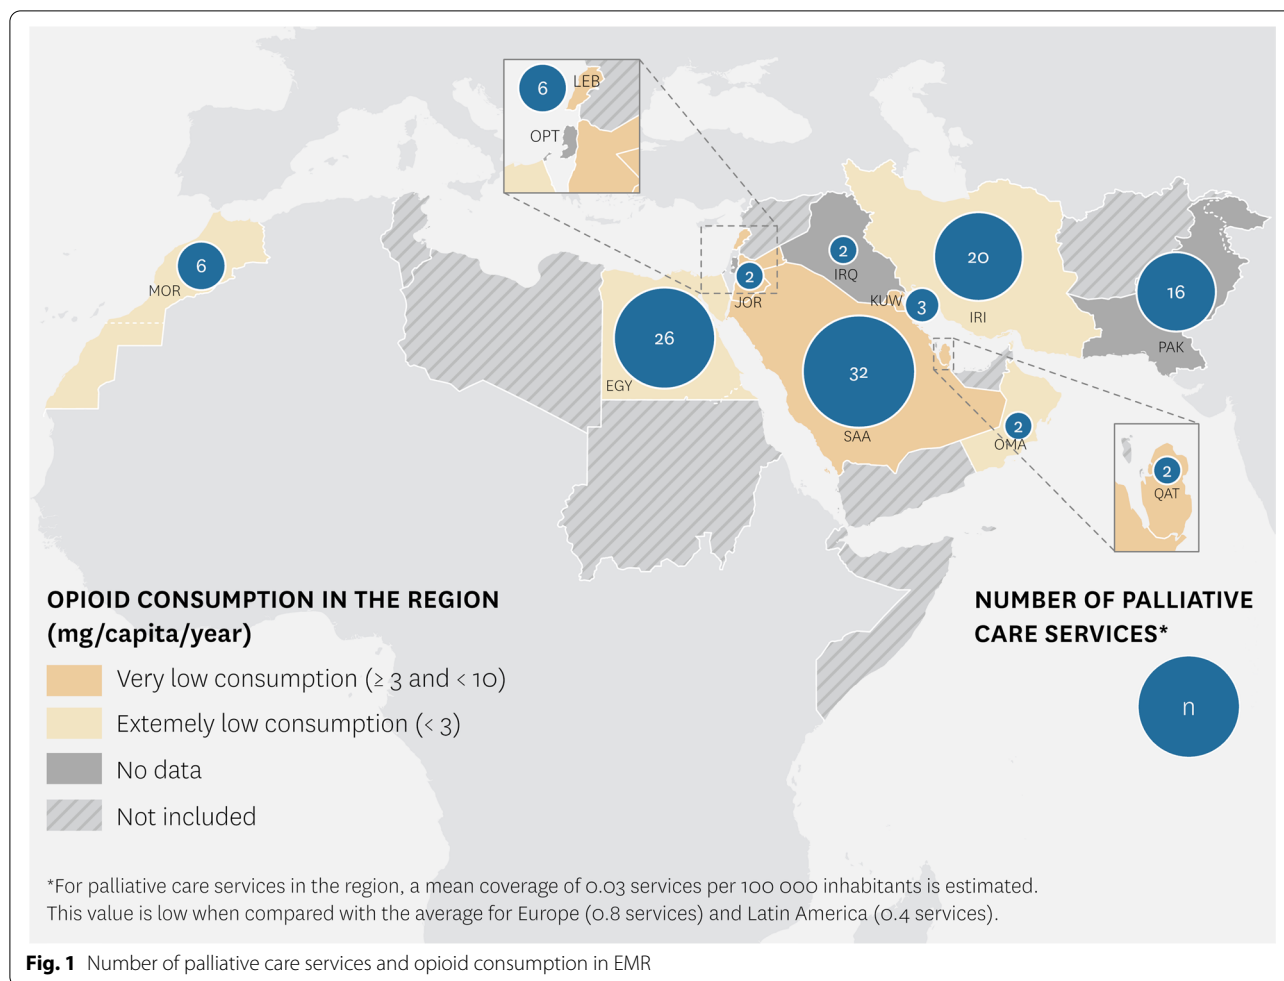 6
LEB
OPT
6
MOR
2
JOR
2
IRQ
KUW
3
20
IRI
16
PAK
26
EGY
32
SAA
2
OMA
2
QAT
OPIOID CONSUMPTION IN THE REGION
(mg/capita/year)
Very low consumption (≥ 3 and < 10)
Extemely low consumption (< 3)
No data
Not included
NUMBER OF PALLIATIVE
CARE SERVICES*
n
*For palliative care services in the region, a mean coverage of 0.03 services per 100 000 inhabitants is estimated.
This value is low when compared with the average for Europe (0.8 services) and Latin America (0.4 services).
Fig. 1 Number of palliative care services and opioid consumption in EMR